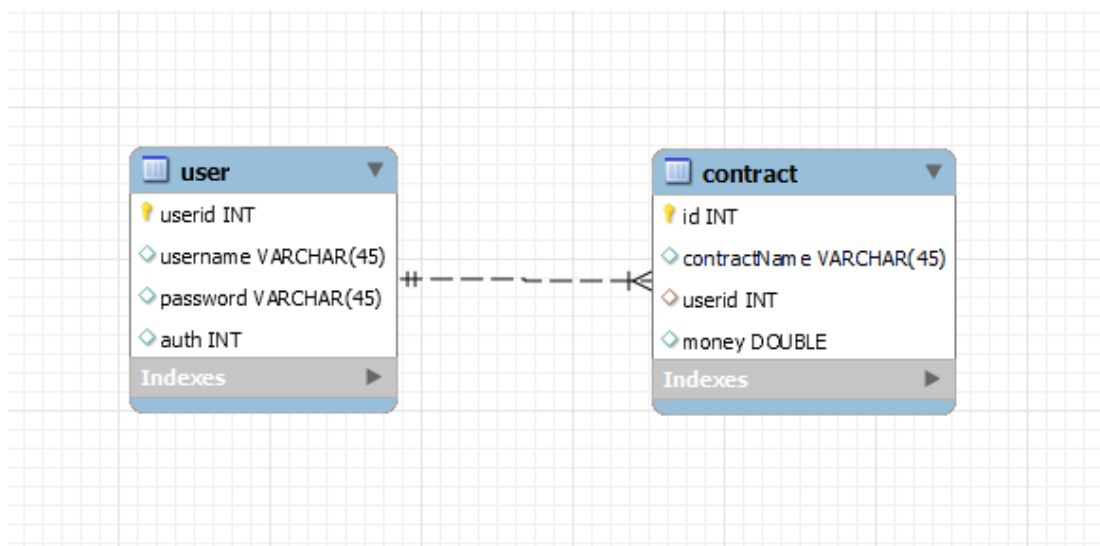 user
userid INT
username VARCHAR(45)
password VARCHAR(45)
auth INT
Indexes
contract
id INT
contractName VARCHAR(45)
userid INT
money DOUBLE
Indexes